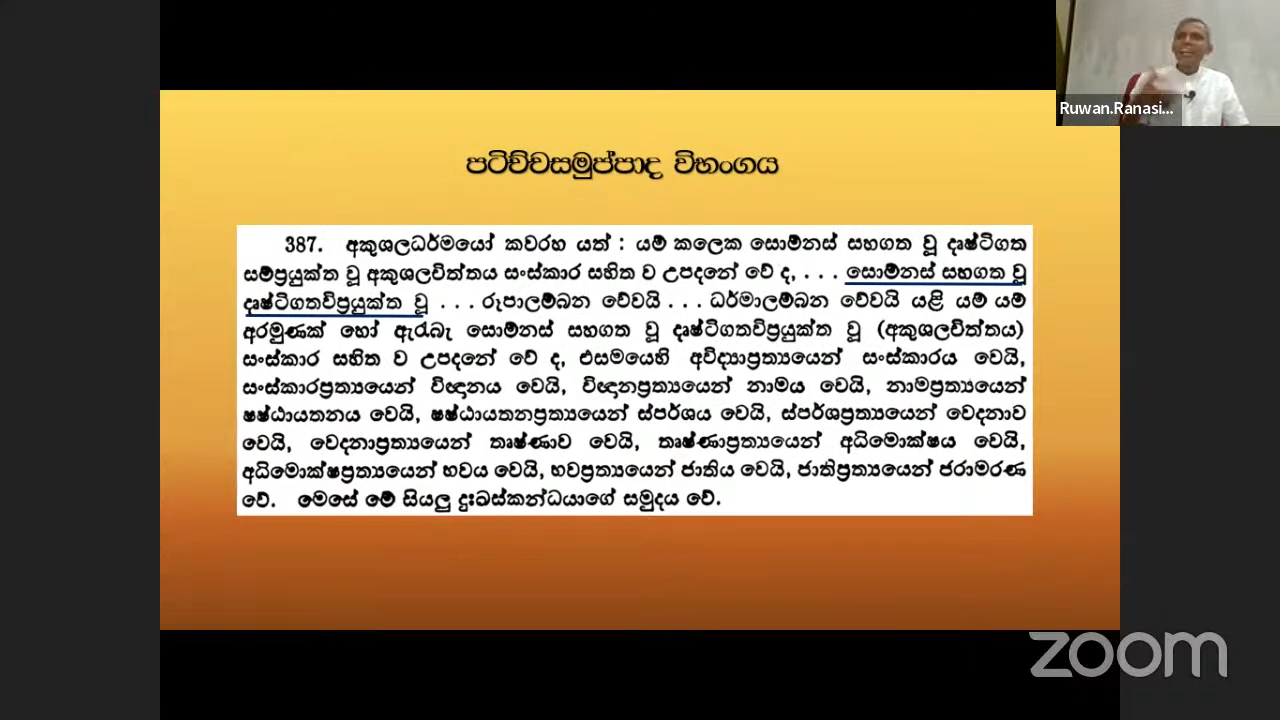 Ruwan.Ranasi...
පටිච්චසමුප්පාද විභංගය
387. අකුශලධර්මයෝ කවරහ යත් : යම් කලෙක සොම්නස් සහගත වූ දෘෂ්ටිගත
සම්ප්‍රයුක්ත වූ අකුශලචිත්තය සංස්කාර සහිත ව උපදනේ වේ ද, . . . සොම්නස් සහගත වූ
දෘෂ්ටිගතවිප්‍රයුක්ත වූ . . . රූපාලම්බන වේවයි . . . ධර්මාලම්බන වේවයි යළි යම් යම්
අරමුණක් හෝ ඇරැබැ සොම්නස් සහගත වූ දෘෂ්ටිගතවිප්‍රයුක්ත වූ (අකුශලචිත්තය)
සංස්කාර සහිත ව උපදනේ වේ ද, එසමයෙහි අවිද්‍යාප්‍රත්‍යයෙන් සංස්කාරය වෙයි,
සංස්කාරප්‍රත්‍යයෙන් විඥානය වෙයි, විඥානප්‍රත්‍යයෙන් නාමය වෙයි, නාමප්‍රත්‍යයෙන්
ෂෂ්ඨායතනය වෙයි, ෂෂ්ඨායතනප්‍රත්‍යයෙන් ස්පර්ශය වෙයි, ස්පර්ශප්‍රත්‍යයෙන් වේදනාව
වෙයි, වේදනාප්‍රත්‍යයෙන් තෘෂ්ණාව වෙයි, තෘෂ්ණාප්‍රත්‍යයෙන් අධිමොක්ෂය වෙයි,
අධිමොක්ෂප්‍රත්‍යයෙන් භවය වෙයි, භවප්‍රත්‍යයෙන් ජාතිය වෙයි, ජාතිප්‍රත්‍යයෙන් ජරාමරණ
වේ. මෙසේ මේ සියලු දුඃඛස්කන්ධයාගේ සමුදය වේ.
zoom